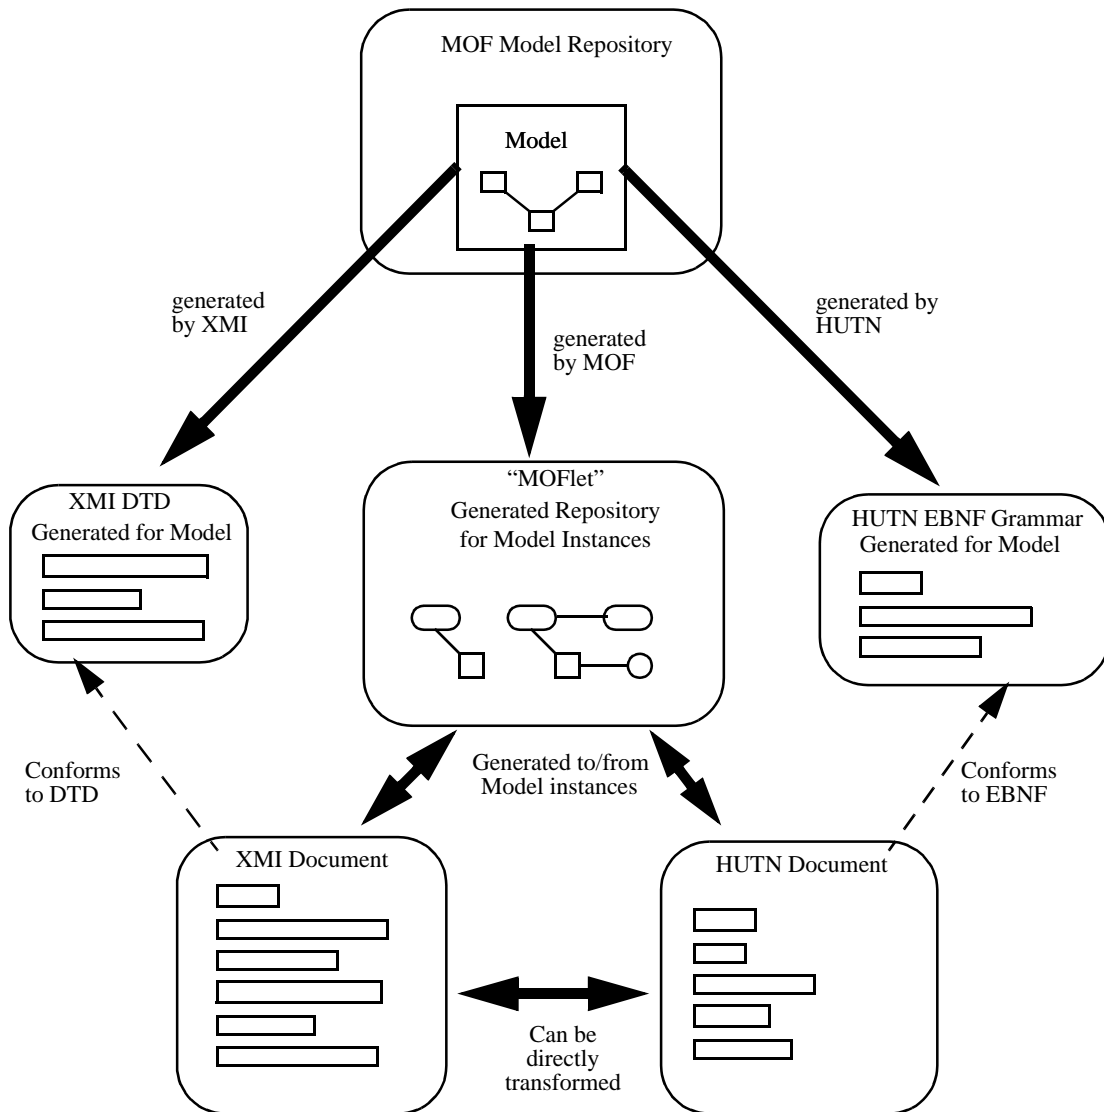 MOF Model Repository
Model
generated
by XMI
generated
by MOF
generated by
HUTN
XMI DTD
Generated for Model
“MOFlet”
Generated Repository
for Model Instances
HUTN EBNF Grammar
Generated for Model
Conforms
to DTD
Generated to/from
Model instances
Conforms
to EBNF
XMI Document
HUTN Document
Can be
directly
transformed